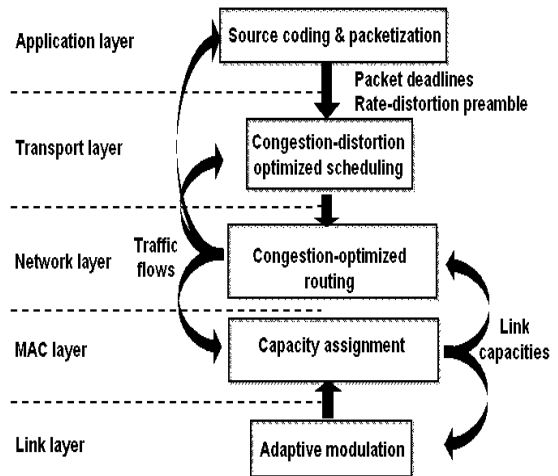 Application layer
Source coding & packetization
Packet deadlines
Rate-distortion preamble
Transport layer
Congestion-distortion
optimized scheduling
Traffic
flows
Network layer
Congestion-optimized
routing
Link
capacities
MAC layer
Capacity assignment
Link layer
Adaptive modulation